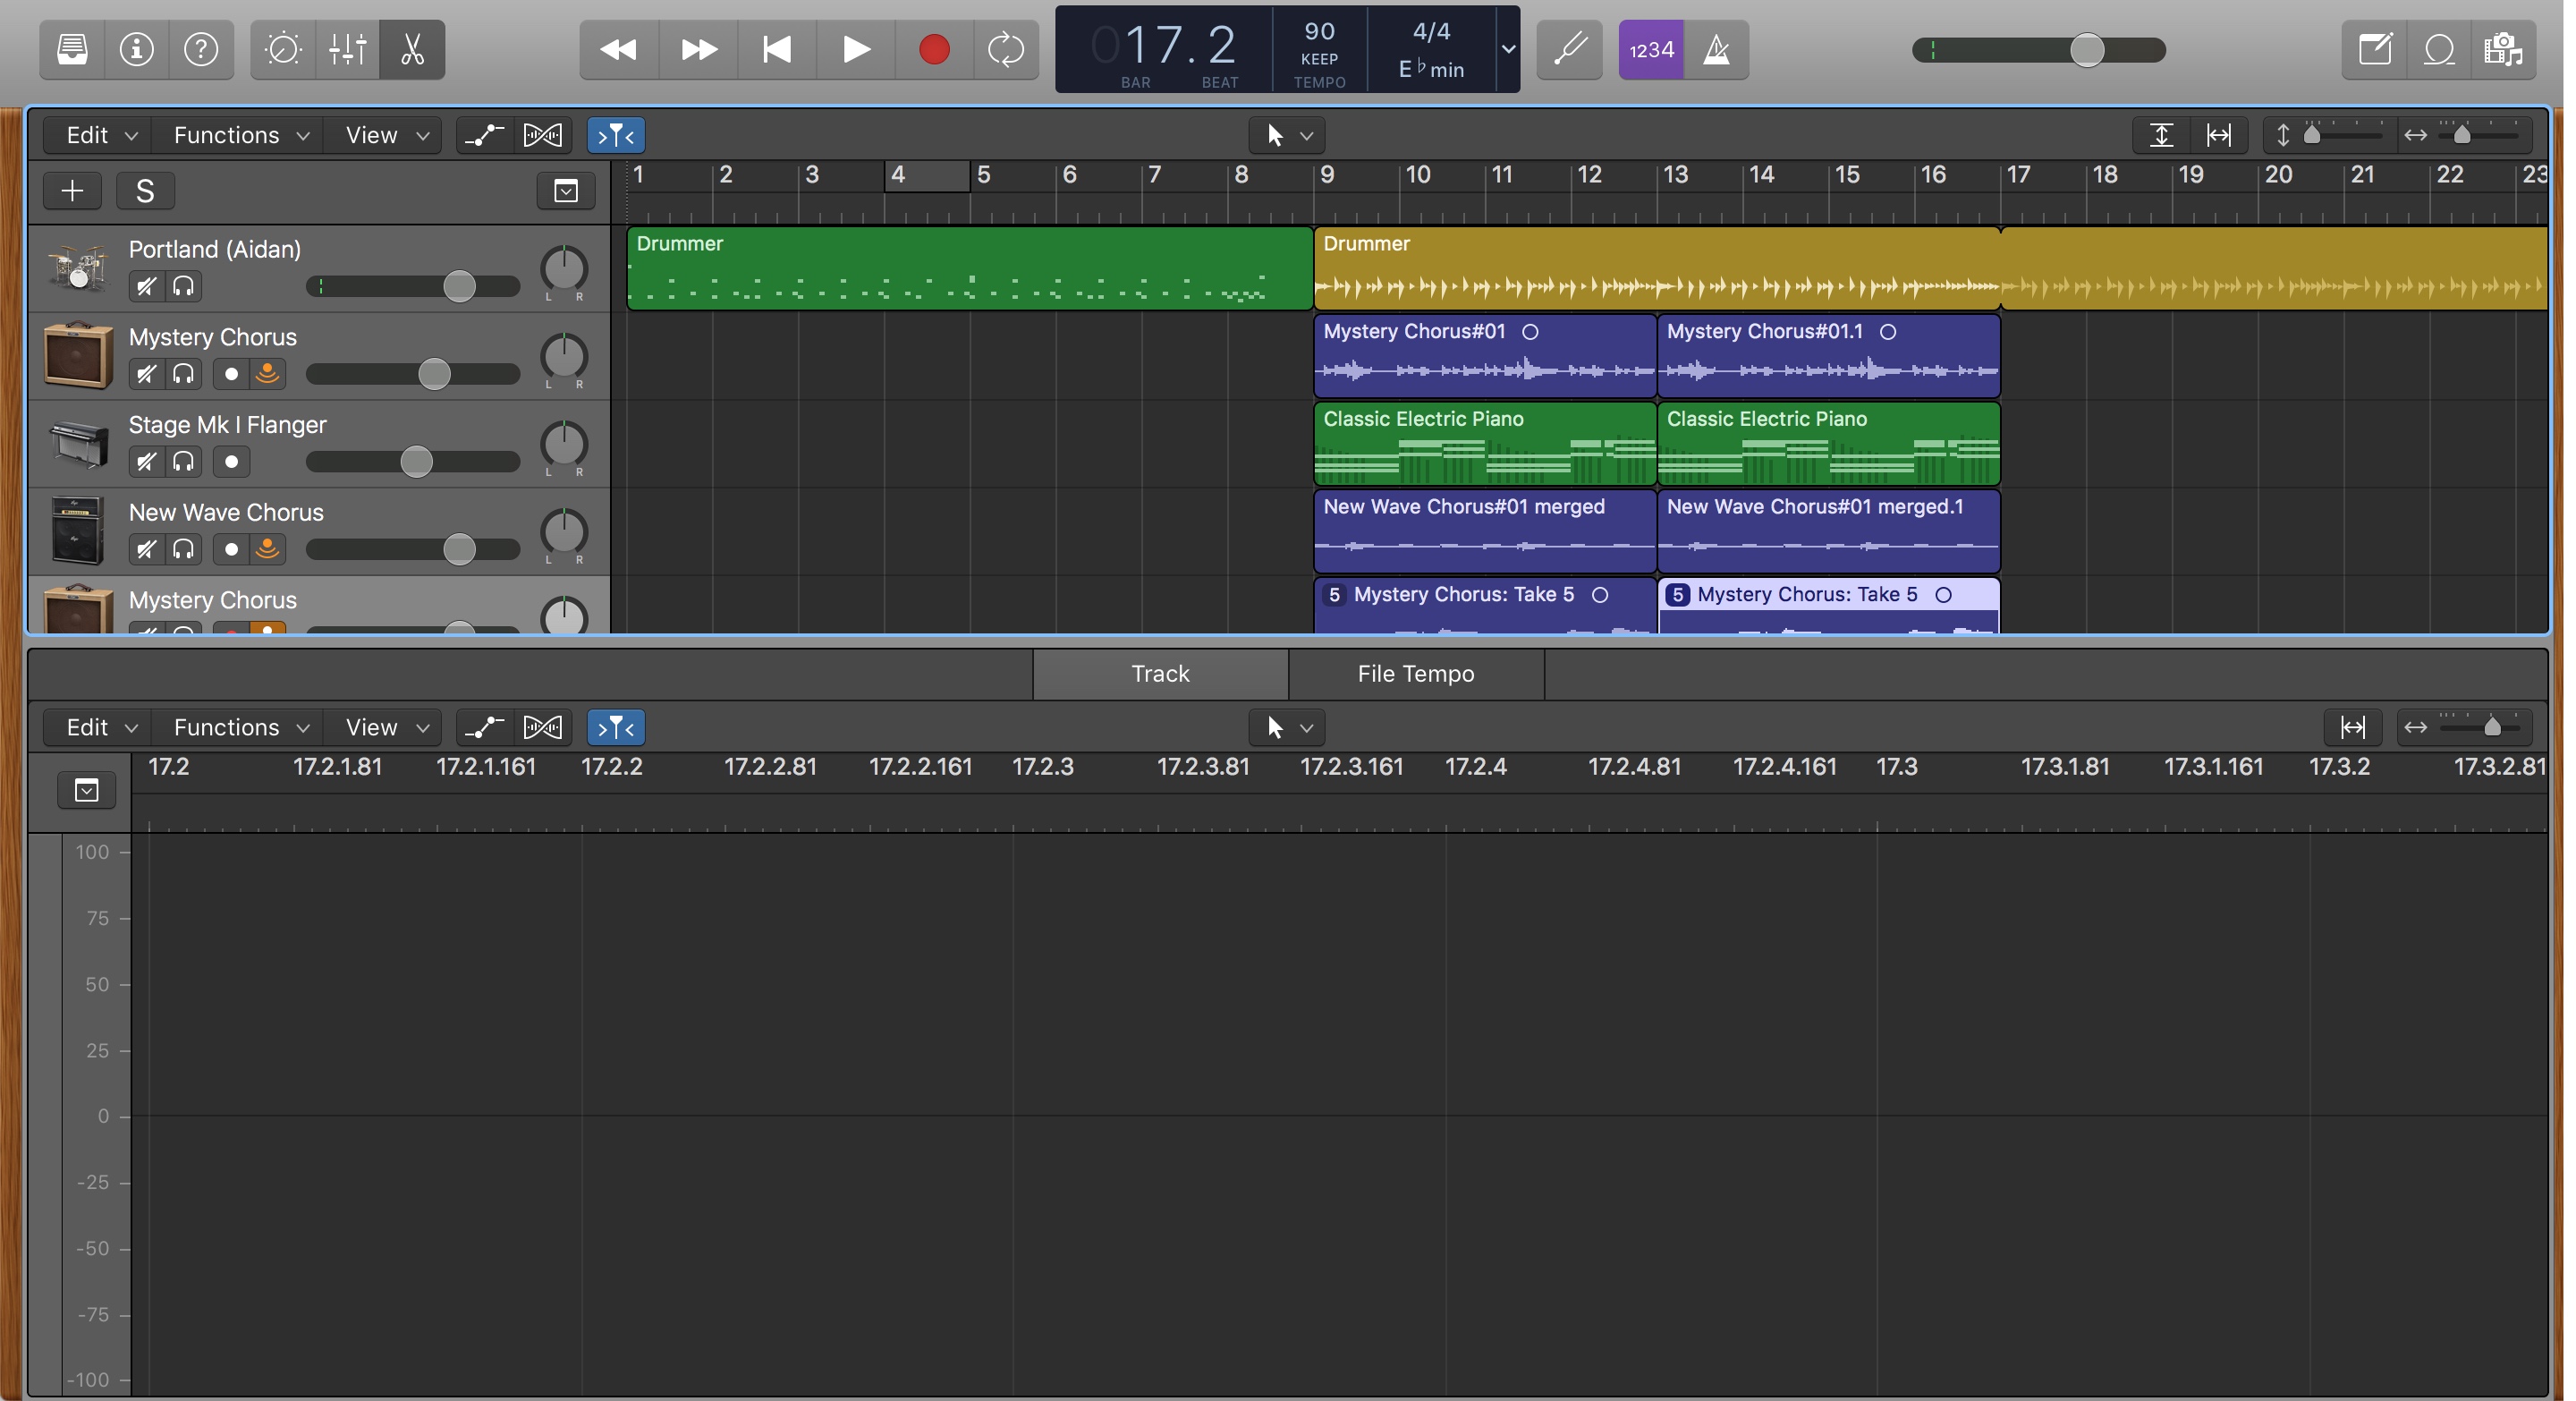 1234
017.2
BAR BEAT
90
KEEP
TEMPO
4/4
E♭min
Edit Functions View
S
1 2 3 4 5 6 7 8 9 10 11 12 13 14 15 16 17 18 19 20 21 22 23
Portland (Aidan)
L R
Drummer
Drummer
Mystery Chorus
L R
Mystery Chorus#01
Mystery Chorus#01.1
Stage Mk I Flanger
L R
Classic Electric Piano
Classic Electric Piano
New Wave Chorus
L R
New Wave Chorus#01 merged
New Wave Chorus#01 merged.1
Mystery Chorus
5 Mystery Chorus: Take 5
5 Mystery Chorus: Take 5
Track File Tempo
Edit Functions View
17.2 17.2.1.81 17.2.1.161 17.2.2 17.2.2.81 17.2.2.161 17.2.3 17.2.3.81 17.2.3.161 17.2.4 17.2.4.81 17.2.4.161 17.3 17.3.1.81 17.3.1.161 17.3.2 17.3.2.81
100
75
50
25
0
-25
-50
-75
-100